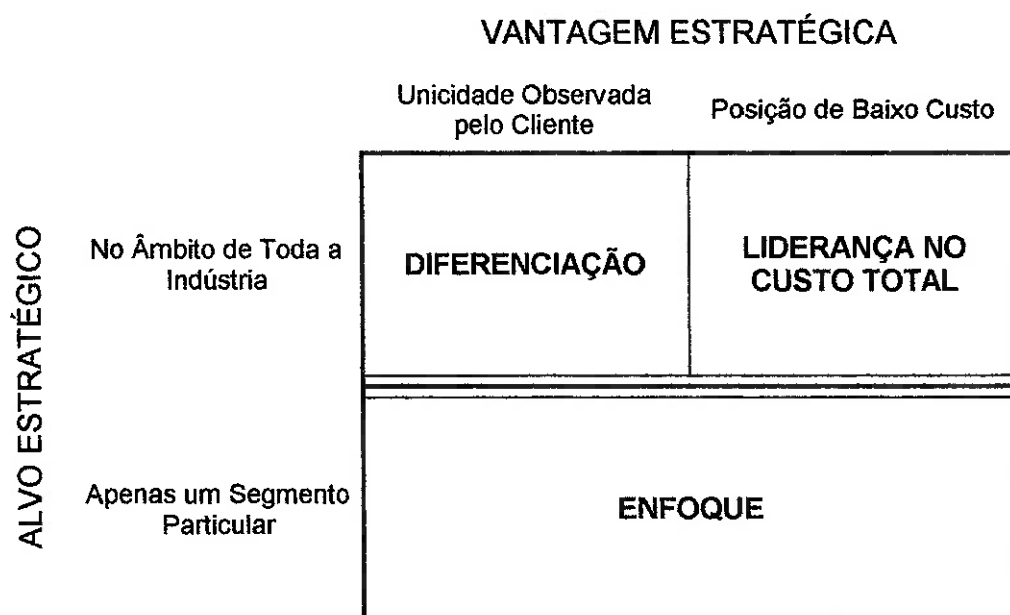 VANTAGEM ESTRATÉGICA
Unicidade Observada
pelo Cliente
Posição de Baixo Custo
ALVO ESTRATÉGICO
No Âmbito de Toda a
Indústria
DIFERENCIAÇÃO
LIDERANÇA NO
CUSTO TOTAL
Apenas um Segmento
Particular
ENFOQUE